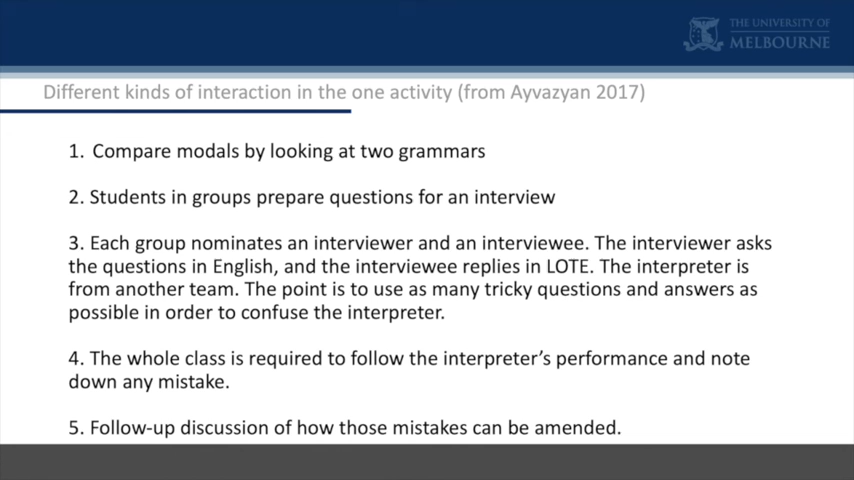 THE UNIVERSITY OF
MELBOURNE
Different kinds of interaction in the one activity (from Ayvazyan 2017)
1. Compare modals by looking at two grammars
2. Students in groups prepare questions for an interview
3. Each group nominates an interviewer and an interviewee. The interviewer asks
the questions in English, and the interviewee replies in LOTE. The interpreter is
from another team. The point is to use as many tricky questions and answers as
possible in order to confuse the interpreter.
4. The whole class is required to follow the interpreter's performance and note
down any mistake.
5. Follow-up discussion of how those mistakes can be amended.